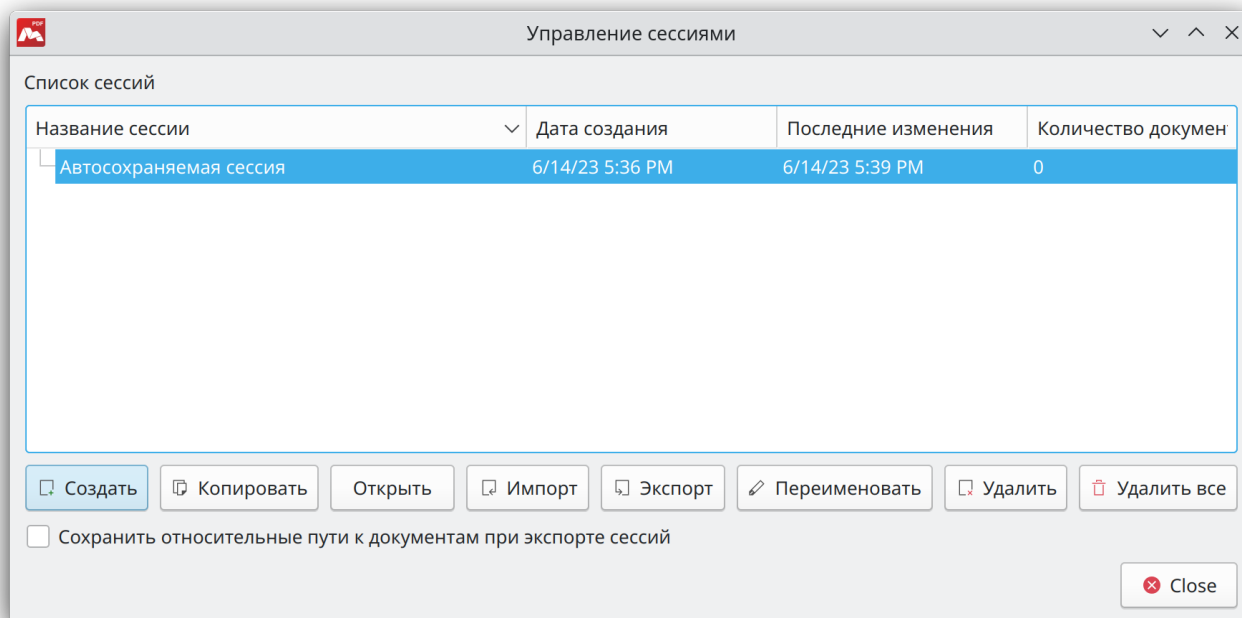 PDF
Управление сессиями
Список сессий
Название сессии Дата создания Последние изменения Количество докумен
Автосохраняемая сессия 6/14/23 5:36 PM 6/14/23 5:39 PM 0
Создать Копировать Открыть Импорт Экспорт Переименовать Удалить Удалить все
Сохранить относительные пути к документам при экспорте сессий
Close